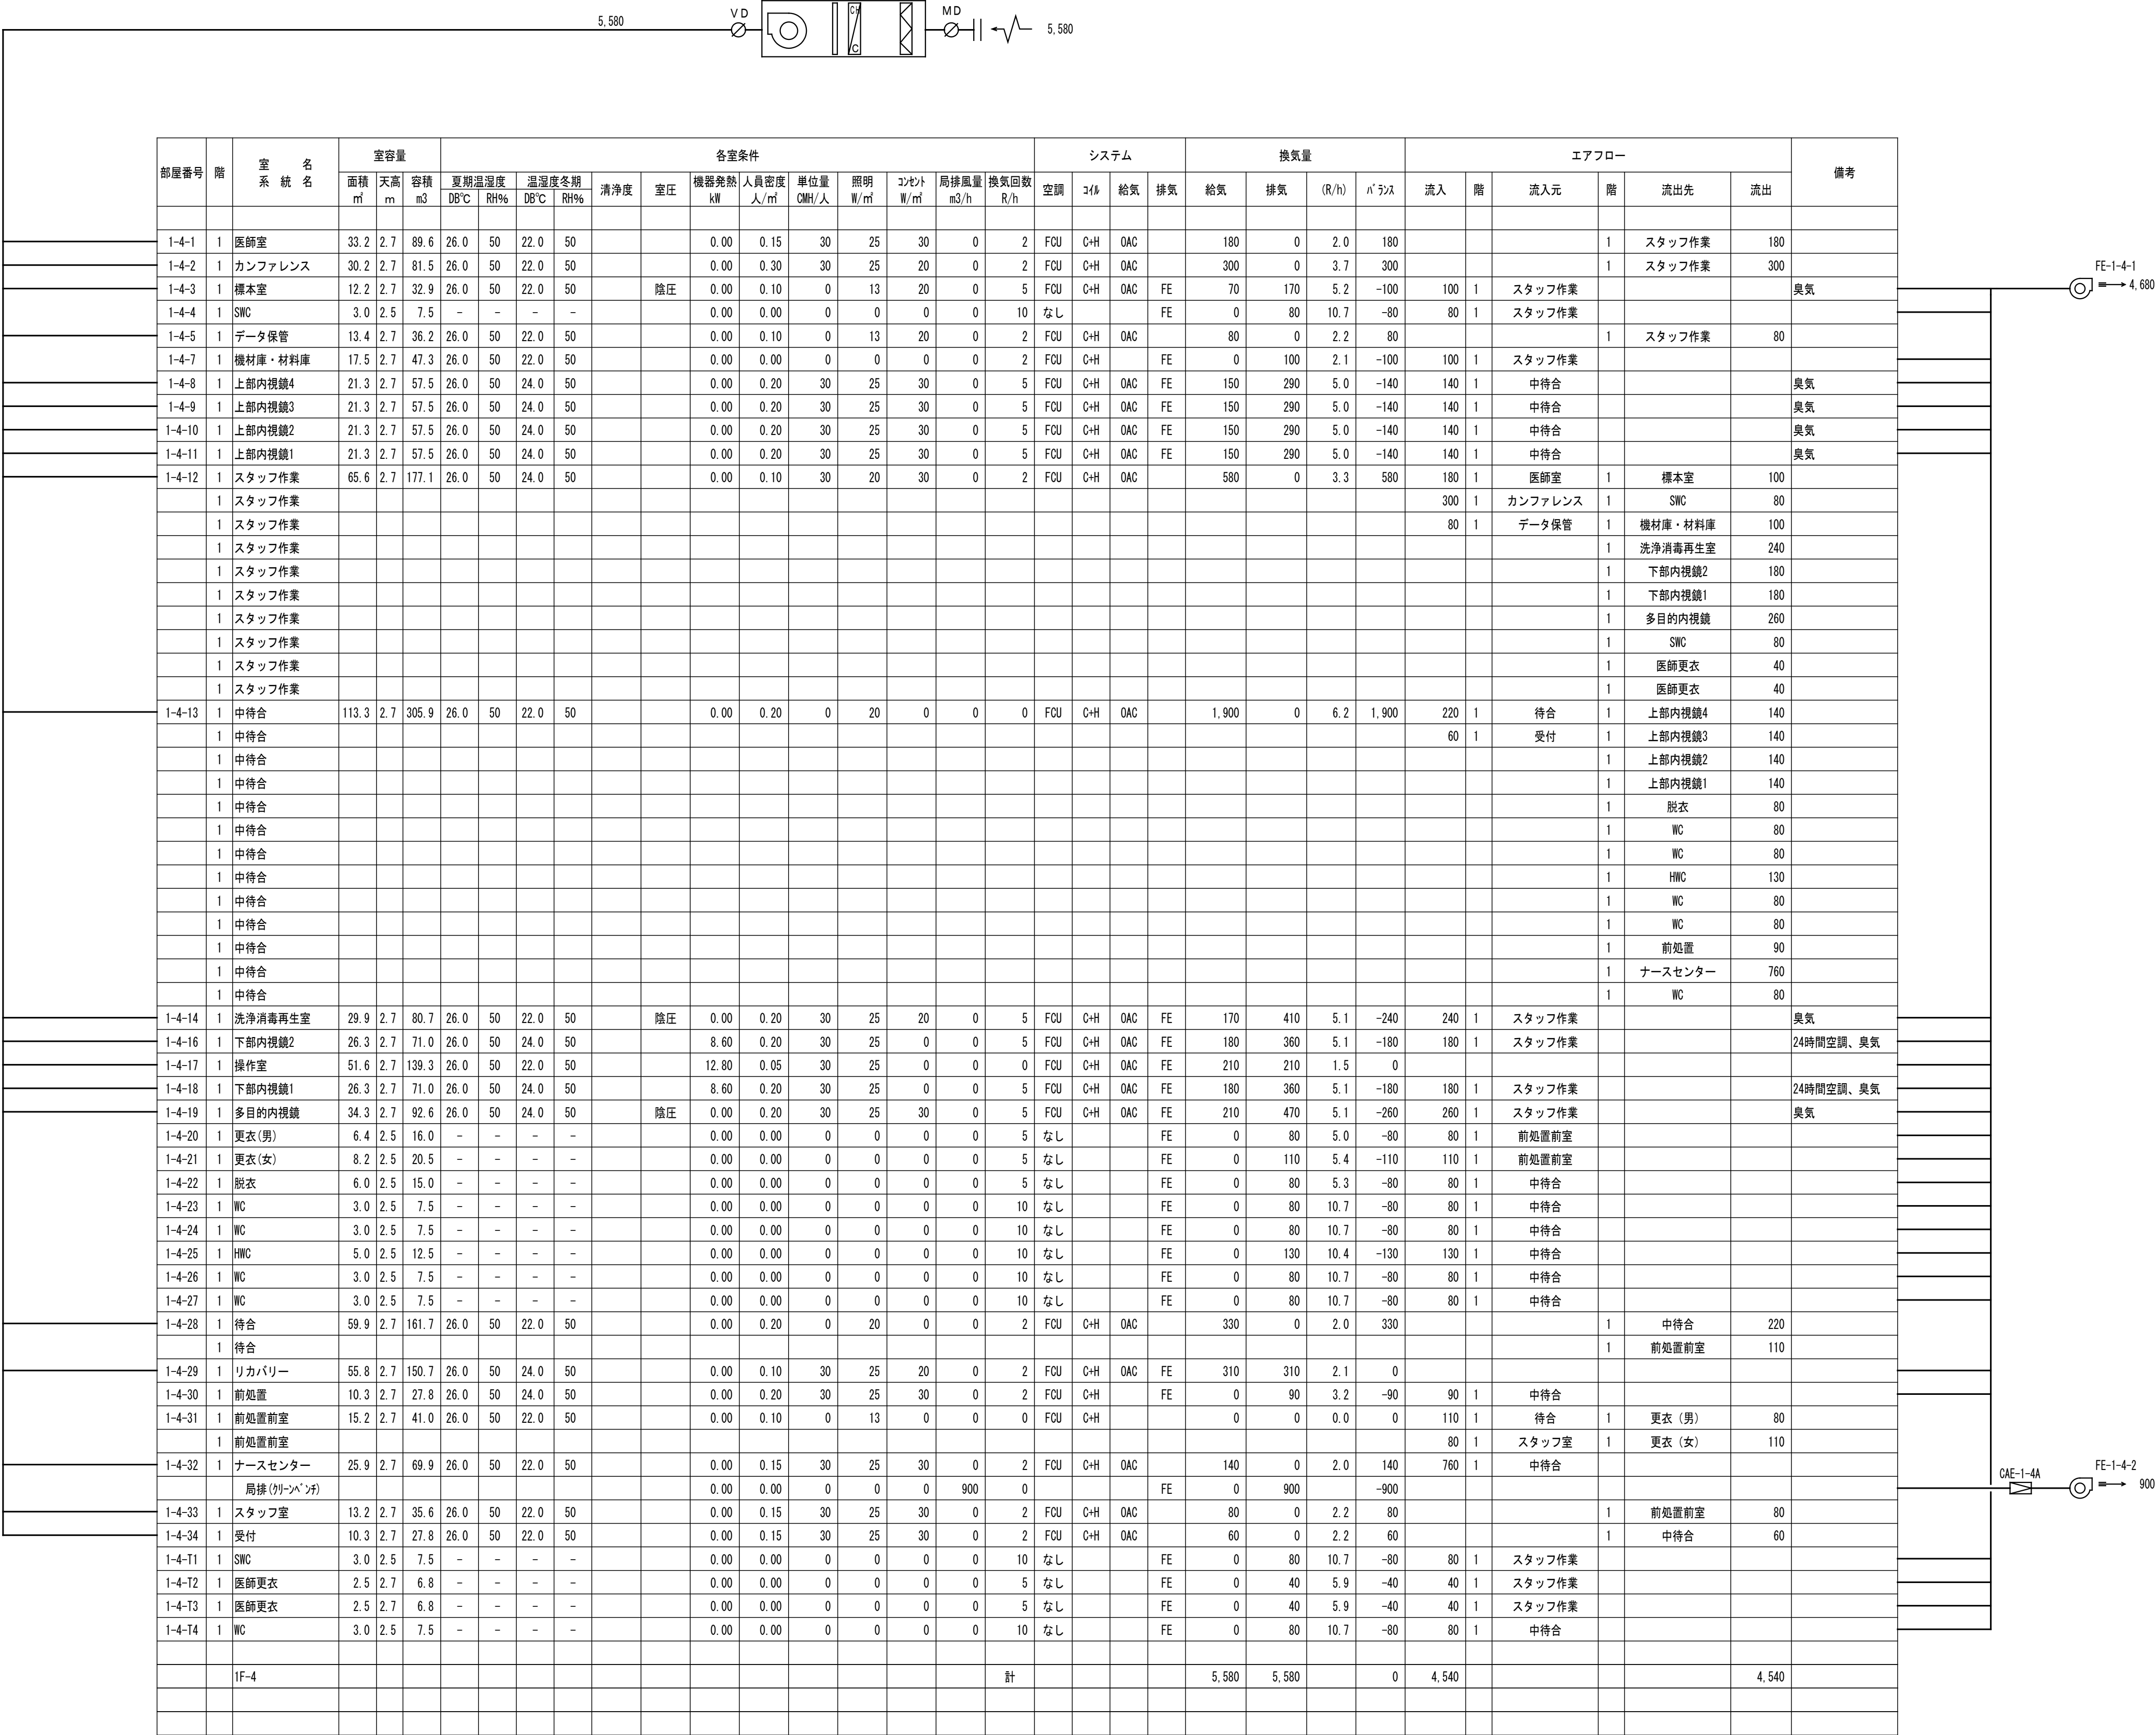 5,580 VD CH C MD 5,580
部屋番号 階 室名 系統名 室容量 各室条件 システム 換気量 エアフロー 備考
面積 ㎡ 天高 m 容積 m3 夏期温湿度 DB℃ RH% 温湿度冬期 DB℃ RH% 清浄度 室圧 機器発熱 kW 人員密度 人/㎡ 単位量 CMH/人 照明 W/㎡ ｺﾝｾﾝﾄ W/㎡ 局排風量 m3/h 換気回数 R/h 空調 ｺｲﾙ 給気 排気 給気 排気 (R/h) ﾊﾞﾗﾝｽ 流入 階 流入元 階 流出先 流出
1-4-1 1 医師室 33.2 2.7 89.6 26.0 50 22.0 50 0.00 0.15 30 25 30 0 2 FCU C+H OAC 180 0 2.0 180 1 スタッフ作業 180
1-4-2 1 カンファレンス 30.2 2.7 81.5 26.0 50 22.0 50 0.00 0.30 30 25 20 0 2 FCU C+H OAC 300 0 3.7 300 1 スタッフ作業 300
FE-1-4-1
1-4-3 1 標本室 12.2 2.7 32.9 26.0 50 22.0 50 陰圧 0.00 0.10 0 13 20 0 5 FCU C+H OAC FE 70 170 5.2 -100 100 1 スタッフ作業 臭気 4,680
1-4-4 1 SWC 3.0 2.5 7.5 - - - - 0.00 0.00 0 0 0 0 10 なし FE 0 80 10.7 -80 80 1 スタッフ作業
1-4-5 1 データ保管 13.4 2.7 36.2 26.0 50 22.0 50 0.00 0.10 0 13 20 0 2 FCU C+H OAC 80 0 2.2 80 1 スタッフ作業 80
1-4-7 1 機材庫・材料庫 17.5 2.7 47.3 26.0 50 22.0 50 0.00 0.00 0 0 0 0 2 FCU C+H FE 0 100 2.1 -100 100 1 スタッフ作業
1-4-8 1 上部内視鏡4 21.3 2.7 57.5 26.0 50 24.0 50 0.00 0.20 30 25 30 0 5 FCU C+H OAC FE 150 290 5.0 -140 140 1 中待合 臭気
1-4-9 1 上部内視鏡3 21.3 2.7 57.5 26.0 50 24.0 50 0.00 0.20 30 25 30 0 5 FCU C+H OAC FE 150 290 5.0 -140 140 1 中待合 臭気
1-4-10 1 上部内視鏡2 21.3 2.7 57.5 26.0 50 24.0 50 0.00 0.20 30 25 30 0 5 FCU C+H OAC FE 150 290 5.0 -140 140 1 中待合 臭気
1-4-11 1 上部内視鏡1 21.3 2.7 57.5 26.0 50 24.0 50 0.00 0.20 30 25 30 0 5 FCU C+H OAC FE 150 290 5.0 -140 140 1 中待合 臭気
1-4-12 1 スタッフ作業 65.6 2.7 177.1 26.0 50 24.0 50 0.00 0.10 30 20 30 0 2 FCU C+H OAC 580 0 3.3 580 180 1 医師室 1 標本室 100
1 スタッフ作業 300 1 カンファレンス 1 SWC 80
1 スタッフ作業 80 1 データ保管 1 機材庫・材料庫 100
1 スタッフ作業 1 洗浄消毒再生室 240
1 スタッフ作業 1 下部内視鏡2 180
1 スタッフ作業 1 下部内視鏡1 180
1 スタッフ作業 1 多目的内視鏡 260
1 スタッフ作業 1 SWC 80
1 スタッフ作業 1 医師更衣 40
1 スタッフ作業 1 医師更衣 40
1-4-13 1 中待合 113.3 2.7 305.9 26.0 50 22.0 50 0.00 0.20 0 20 0 0 0 FCU C+H OAC 1,900 0 6.2 1,900 220 1 待合 1 上部内視鏡4 140
1 中待合 60 1 受付 1 上部内視鏡3 140
1 中待合 1 上部内視鏡2 140
1 中待合 1 上部内視鏡1 140
1 中待合 1 脱衣 80
1 中待合 1 WC 80
1 中待合 1 WC 80
1 中待合 1 HWC 130
1 中待合 1 WC 80
1 中待合 1 WC 80
1 中待合 1 前処置 90
1 中待合 1 ナースセンター 760
1 中待合 1 WC 80
1-4-14 1 洗浄消毒再生室 29.9 2.7 80.7 26.0 50 22.0 50 陰圧 0.00 0.20 30 25 20 0 5 FCU C+H OAC FE 170 410 5.1 -240 240 1 スタッフ作業 臭気
1-4-16 1 下部内視鏡2 26.3 2.7 71.0 26.0 50 24.0 50 8.60 0.20 30 25 0 0 5 FCU C+H OAC FE 180 360 5.1 -180 180 1 スタッフ作業 24時間空調、臭気
1-4-17 1 操作室 51.6 2.7 139.3 26.0 50 22.0 50 12.80 0.05 30 25 0 0 0 FCU C+H OAC FE 210 210 1.5 0
1-4-18 1 下部内視鏡1 26.3 2.7 71.0 26.0 50 24.0 50 8.60 0.20 30 25 0 0 5 FCU C+H OAC FE 180 360 5.1 -180 180 1 スタッフ作業 24時間空調、臭気
1-4-19 1 多目的内視鏡 34.3 2.7 92.6 26.0 50 24.0 50 陰圧 0.00 0.20 30 25 30 0 5 FCU C+H OAC FE 210 470 5.1 -260 260 1 スタッフ作業 臭気
1-4-20 1 更衣(男) 6.4 2.5 16.0 - - - - 0.00 0.00 0 0 0 0 5 なし FE 0 80 5.0 -80 80 1 前処置前室
1-4-21 1 更衣(女) 8.2 2.5 20.5 - - - - 0.00 0.00 0 0 0 0 5 なし FE 0 110 5.4 -110 110 1 前処置前室
1-4-22 1 脱衣 6.0 2.5 15.0 - - - - 0.00 0.00 0 0 0 0 5 なし FE 0 80 5.3 -80 80 1 中待合
1-4-23 1 WC 3.0 2.5 7.5 - - - - 0.00 0.00 0 0 0 0 10 なし FE 0 80 10.7 -80 80 1 中待合
1-4-24 1 WC 3.0 2.5 7.5 - - - - 0.00 0.00 0 0 0 0 10 なし FE 0 80 10.7 -80 80 1 中待合
1-4-25 1 HWC 5.0 2.5 12.5 - - - - 0.00 0.00 0 0 0 0 10 なし FE 0 130 10.4 -130 130 1 中待合
1-4-26 1 WC 3.0 2.5 7.5 - - - - 0.00 0.00 0 0 0 0 10 なし FE 0 80 10.7 -80 80 1 中待合
1-4-27 1 WC 3.0 2.5 7.5 - - - - 0.00 0.00 0 0 0 0 10 なし FE 0 80 10.7 -80 80 1 中待合
1-4-28 1 待合 59.9 2.7 161.7 26.0 50 22.0 50 0.00 0.20 0 20 0 0 2 FCU C+H OAC 330 0 2.0 330 1 中待合 220
1 待合 1 前処置前室 110
1-4-29 1 リカバリー 55.8 2.7 150.7 26.0 50 24.0 50 0.00 0.10 30 25 20 0 2 FCU C+H OAC FE 310 310 2.1 0
1-4-30 1 前処置 10.3 2.7 27.8 26.0 50 24.0 50 0.00 0.20 30 25 30 0 2 FCU C+H FE 0 90 3.2 -90 90 1 中待合
1-4-31 1 前処置前室 15.2 2.7 41.0 26.0 50 22.0 50 0.00 0.10 0 13 0 0 0 FCU C+H 0 0 0.0 0 110 1 待合 1 更衣（男） 80
1 前処置前室 80 1 スタッフ室 1 更衣（女） 110
1-4-32 1 ナースセンター 25.9 2.7 69.9 26.0 50 22.0 50 0.00 0.15 30 25 30 0 2 FCU C+H OAC 140 0 2.0 140 760 1 中待合
CAE-1-4A FE-1-4-2
局排(ｸﾘｰﾝﾍﾞﾝﾁ) 0.00 0.00 0 0 0 900 0 FE 0 900 -900 900
1-4-33 1 スタッフ室 13.2 2.7 35.6 26.0 50 22.0 50 0.00 0.15 30 25 30 0 2 FCU C+H OAC 80 0 2.2 80 1 前処置前室 80
1-4-34 1 受付 10.3 2.7 27.8 26.0 50 22.0 50 0.00 0.15 30 25 30 0 2 FCU C+H OAC 60 0 2.2 60 1 中待合 60
1-4-T1 1 SWC 3.0 2.5 7.5 - - - - 0.00 0.00 0 0 0 0 10 なし FE 0 80 10.7 -80 80 1 スタッフ作業
1-4-T2 1 医師更衣 2.5 2.7 6.8 - - - - 0.00 0.00 0 0 0 0 5 なし FE 0 40 5.9 -40 40 1 スタッフ作業
1-4-T3 1 医師更衣 2.5 2.7 6.8 - - - - 0.00 0.00 0 0 0 0 5 なし FE 0 40 5.9 -40 40 1 スタッフ作業
1-4-T4 1 WC 3.0 2.5 7.5 - - - - 0.00 0.00 0 0 0 0 10 なし FE 0 80 10.7 -80 80 1 中待合
1F-4 計 5,580 5,580 0 4,540 4,540